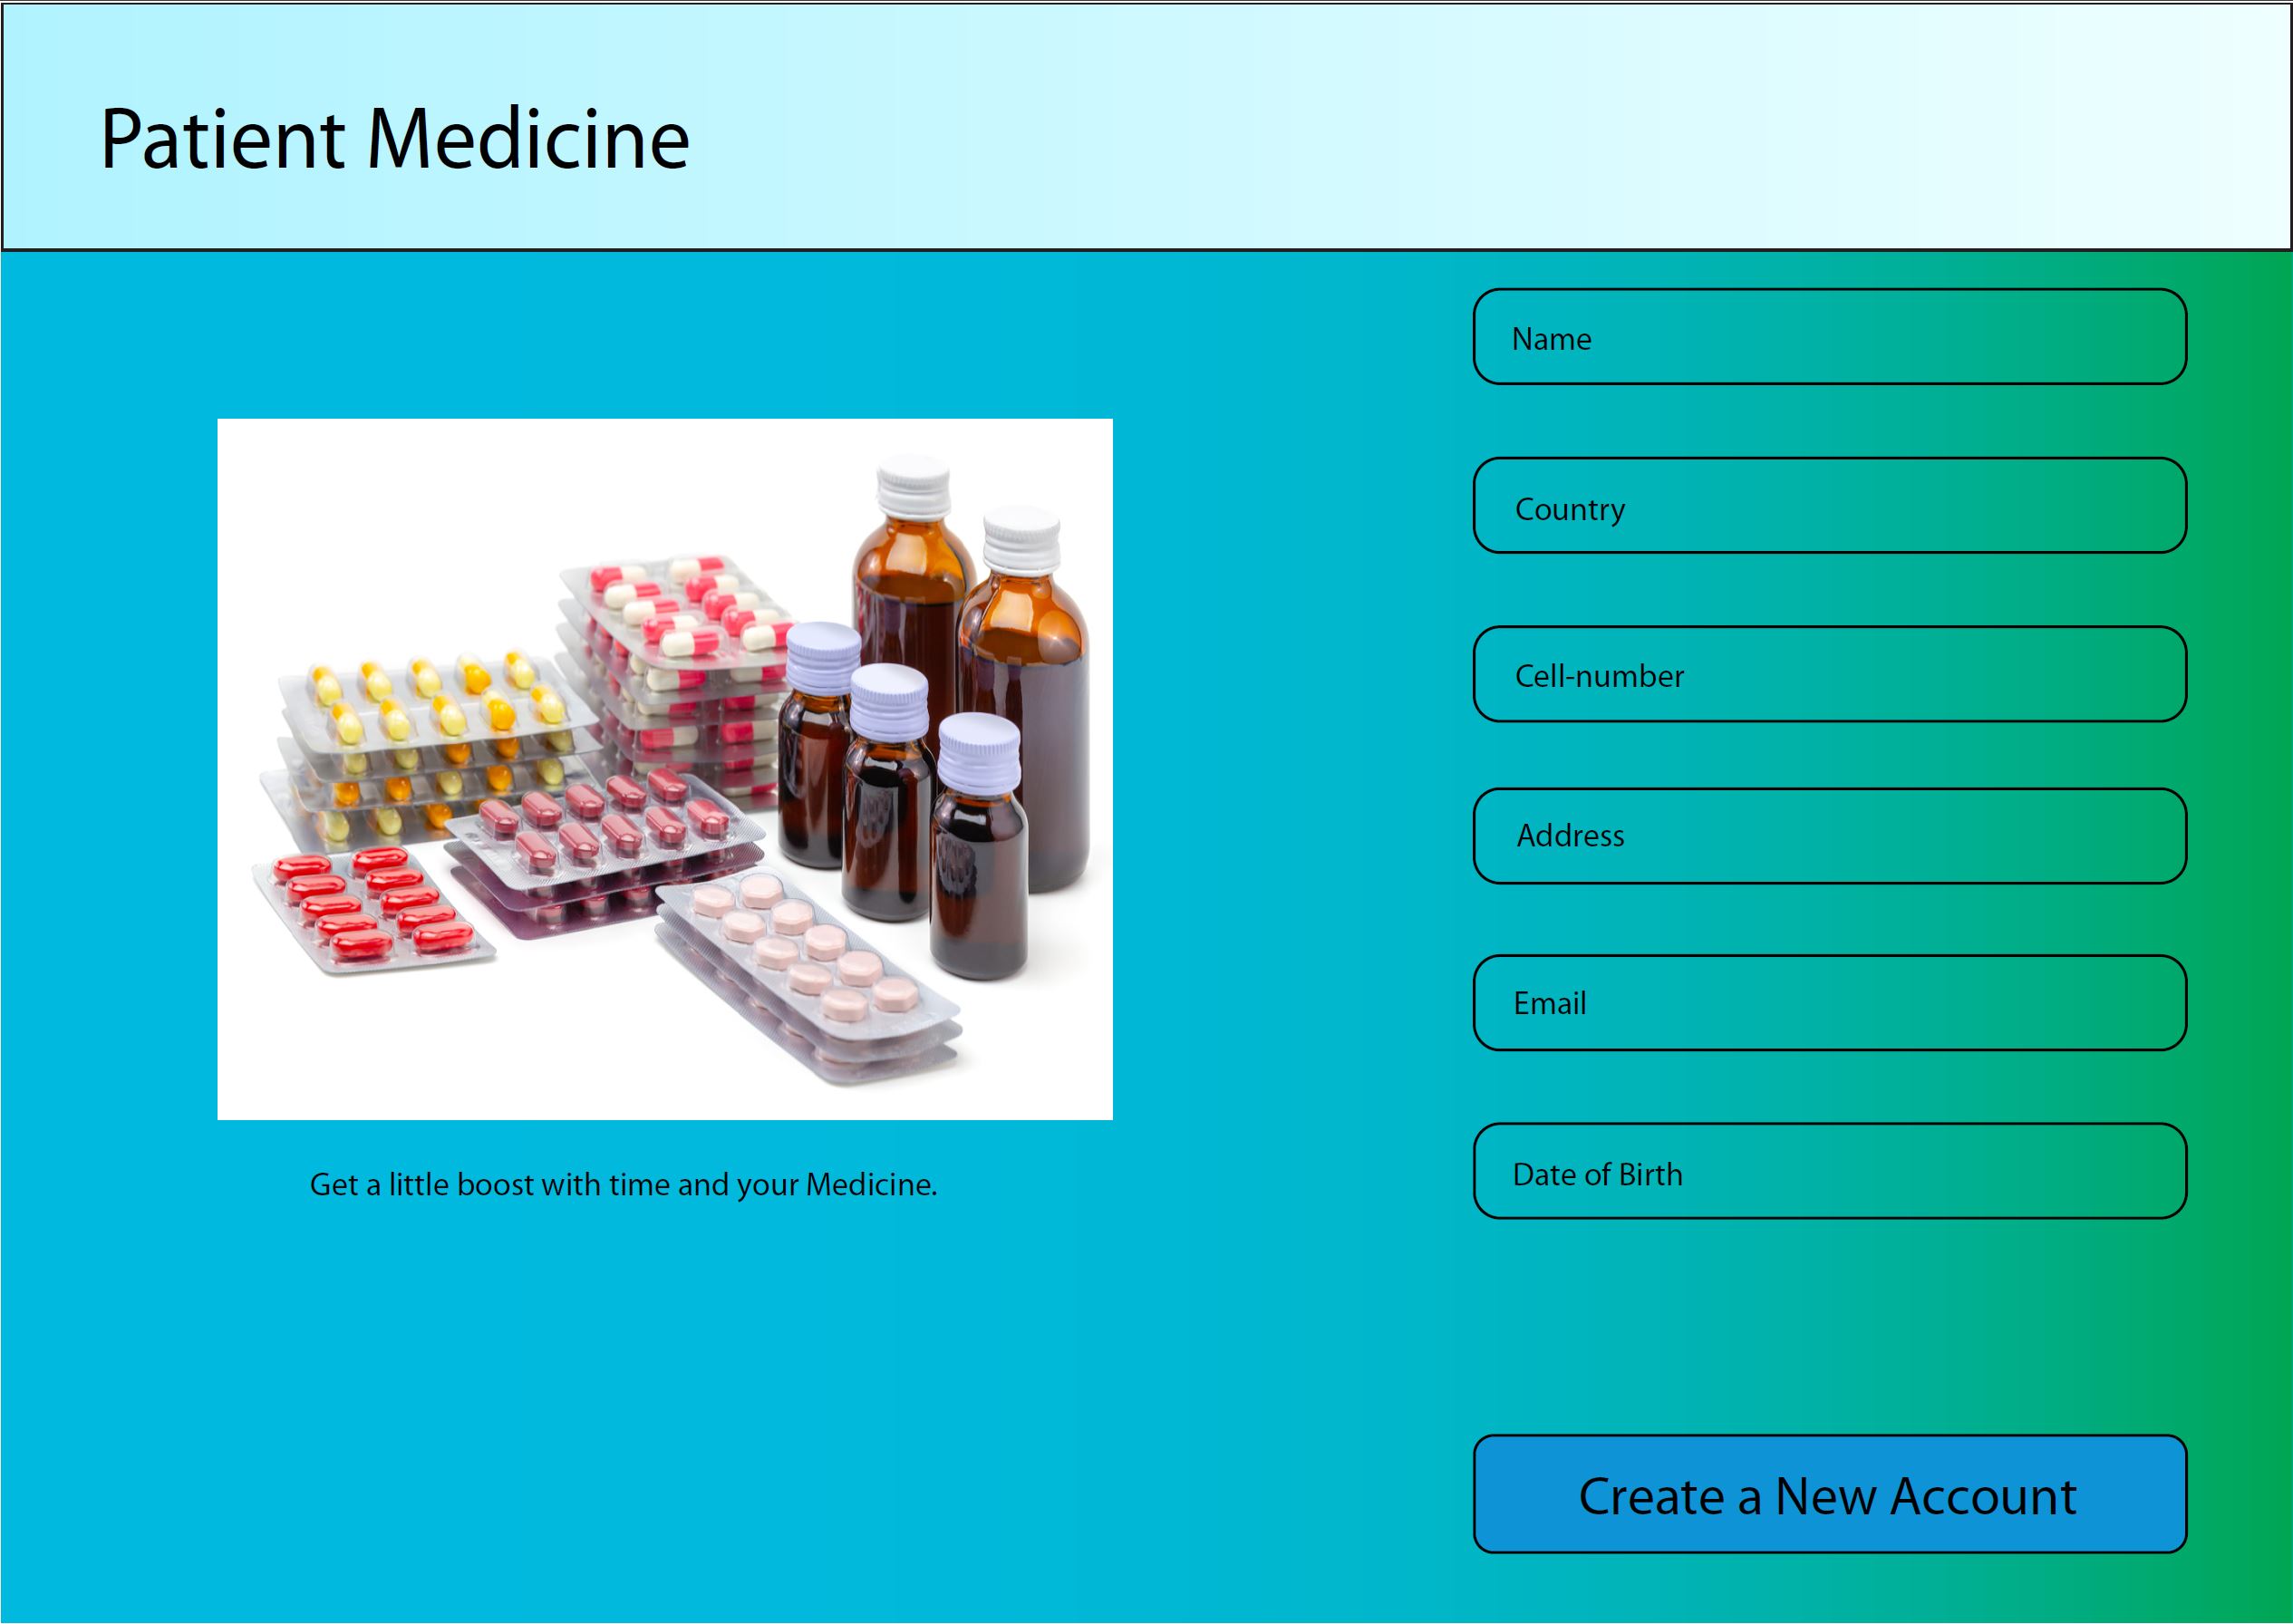 Patient Medicine
Get a little boost with time and your Medicine.
Name
Country
Cell-number
Address
Email
Date of Birth
Create a New Account